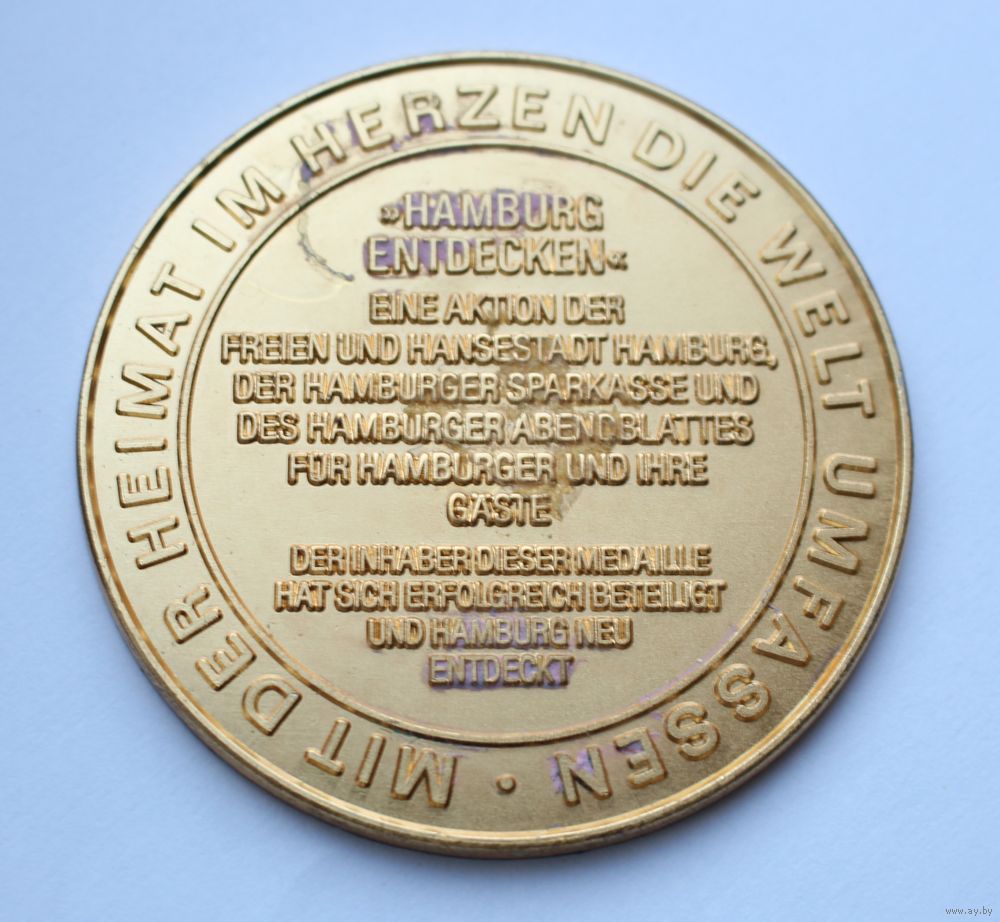 MIT DER HEIMAT IM HERZEN DIE WELT UMFASSEN •
»HAMBURG
ENTDECKEN«
EINE AKTION DER
FREIEN UND HANSESTADT HAMBURG,
DER HAMBURGER SPARKASSE UND
DES HAMBURGER ABENDBLATTES
FÜR HAMBURGER UND IHRE
GÄSTE
DER INHABER DIESER MEDAILLE
HAT SICH ERFOLGREICH BETEILIGT
UND HAMBURG NEU
ENTDECKT
www.ay.by